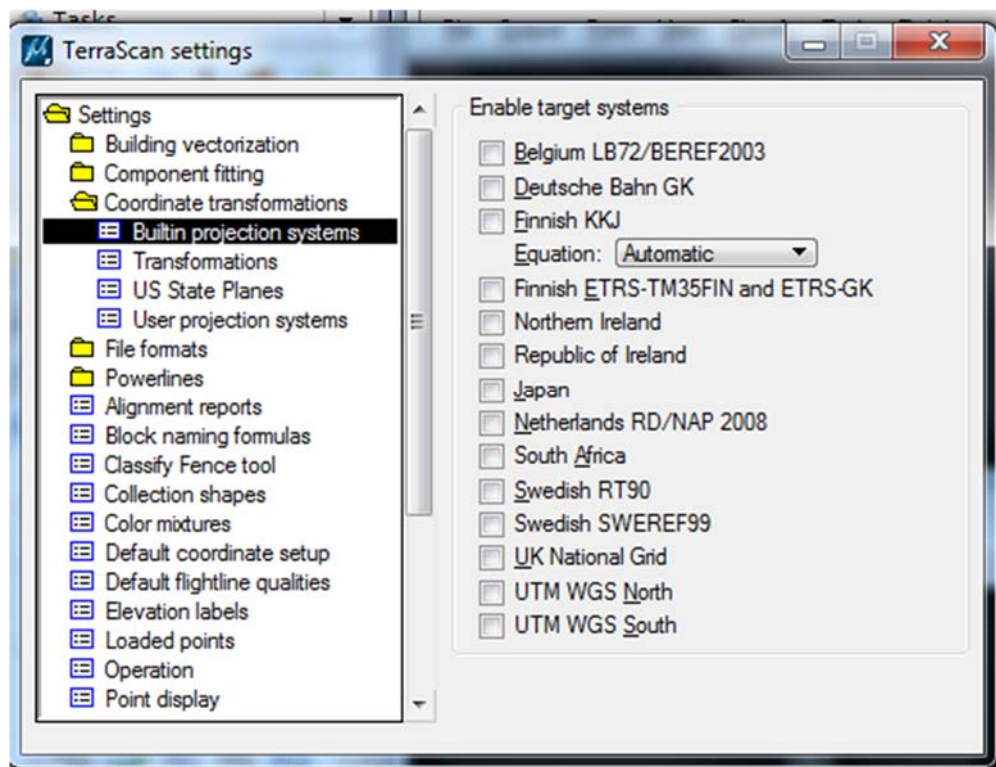 Tasks
TerraScan settings
Settings
Building vectorization
Component fitting
Coordinate transformations
Builtin projection systems
Transformations
US State Planes
User projection systems
File formats
Powerlines
Alignment reports
Block naming formulas
Classify Fence tool
Collection shapes
Color mixtures
Default coordinate setup
Default flightline qualities
Elevation labels
Loaded points
Operation
Point display
Enable target systems
Belgium LB72/BEREF2003
Deutsche Bahn GK
Finnish KKJ
Equation: Automatic
Finnish ETRS-TM35FIN and ETRS-GK
Northern Ireland
Republic of Ireland
Japan
Netherlands RD/NAP 2008
South Africa
Swedish RT90
Swedish SWEREF99
UK National Grid
UTM WGS North
UTM WGS South